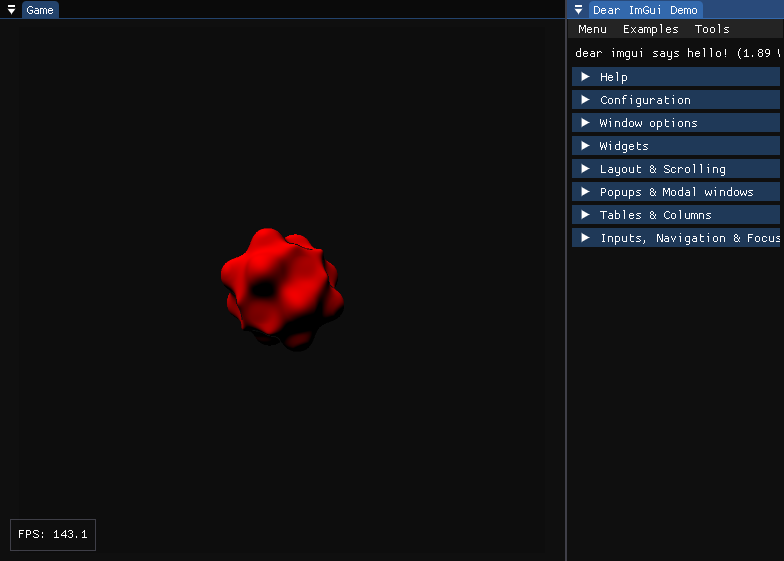 Game
FPS: 143.1
Dear ImGui Demo
Menu Examples Tools
dear imgui says hello! (1.89
Help
Configuration
Window options
Widgets
Layout & Scrolling
Popups & Modal windows
Tables & Columns
Inputs, Navigation & Focus